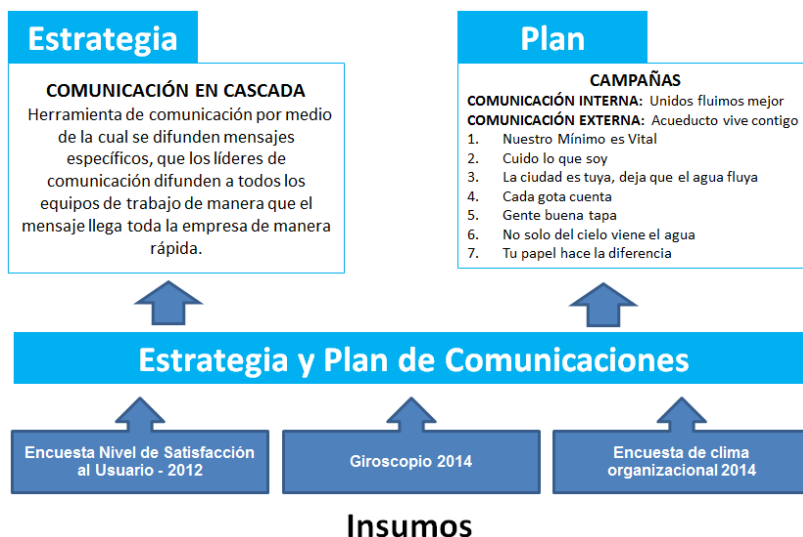 Estrategia
COMUNICACIÓN EN CASCADA
Herramienta de comunicación por medio
de la cual se difunden mensajes
específicos, que los líderes de
comunicación difunden a todos los
equipos de trabajo de manera que el
mensaje llega toda la empresa de manera
rápida.
Plan
CAMPAÑAS
COMUNICACIÓN INTERNA: Unidos fluimos mejor
COMUNICACIÓN EXTERNA: Acueducto vive contigo
1. Nuestro Mínimo es Vital
2. Cuido lo que soy
3. La ciudad es tuya, deja que el agua fluya
4. Cada gota cuenta
5. Gente buena tapa
6. No solo del cielo viene el agua
7. Tu papel hace la diferencia
Estrategia y Plan de Comunicaciones
Encuesta Nivel de Satisfacción
al Usuario - 2012
Giroscopio 2014
Encuesta de clima
organizacional 2014
Insumos